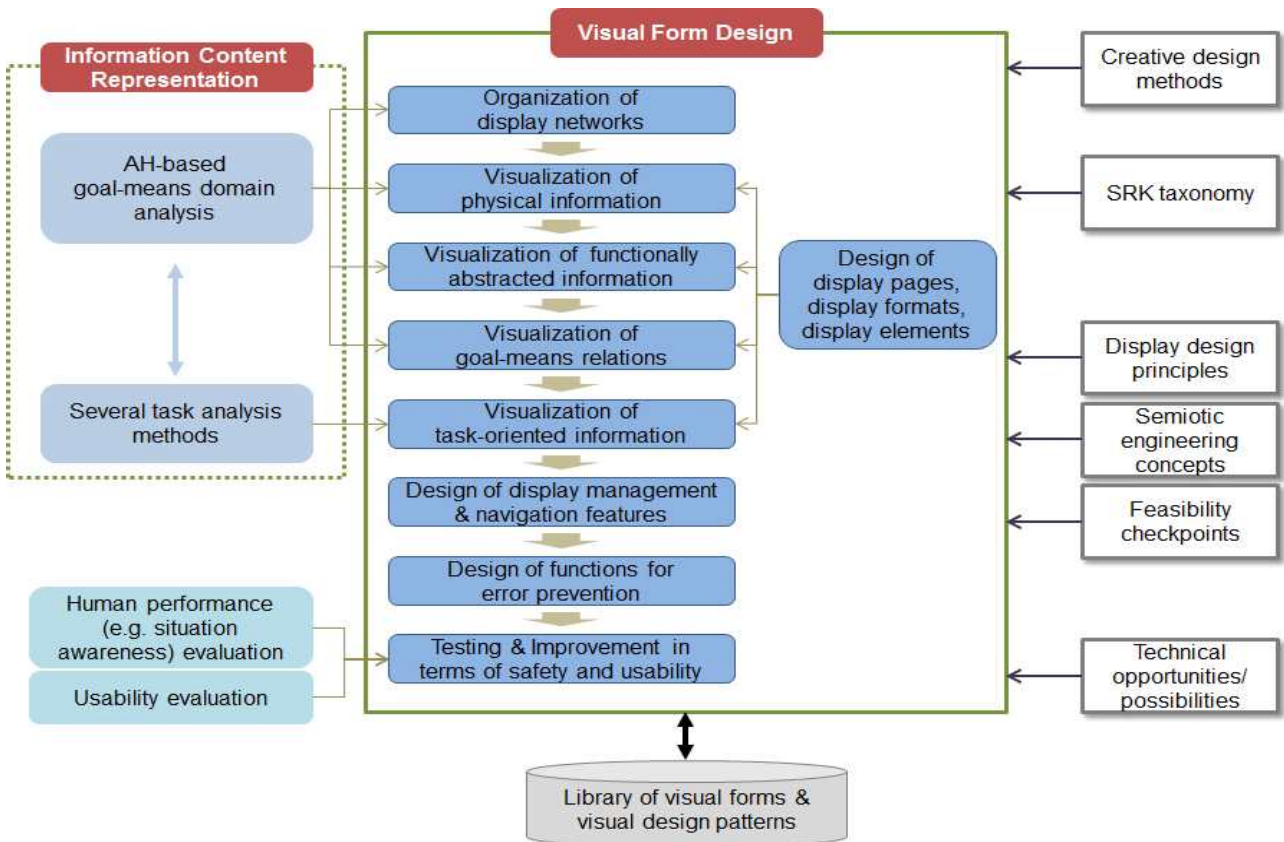 Information Content
Representation
AH-based
goal-means domain
analysis
Several task analysis
methods
Human performance
(e.g. situation
awareness) evaluation
Usability evaluation
Visual Form Design
Organization of
display networks
Visualization of
physical information
Visualization of functionally
abstracted information
Visualization of
goal-means relations
Visualization of
task-oriented information
Design of display management
& navigation features
Design of functions for
error prevention
Testing & Improvement in
terms of safety and usability
Design of
display pages,
display formats,
display elements
Creative design
methods
SRK taxonomy
Display design
principles
Semiotic
engineering
concepts
Feasibility
checkpoints
Technical
opportunities/
possibilities
Library of visual forms &
visual design patterns